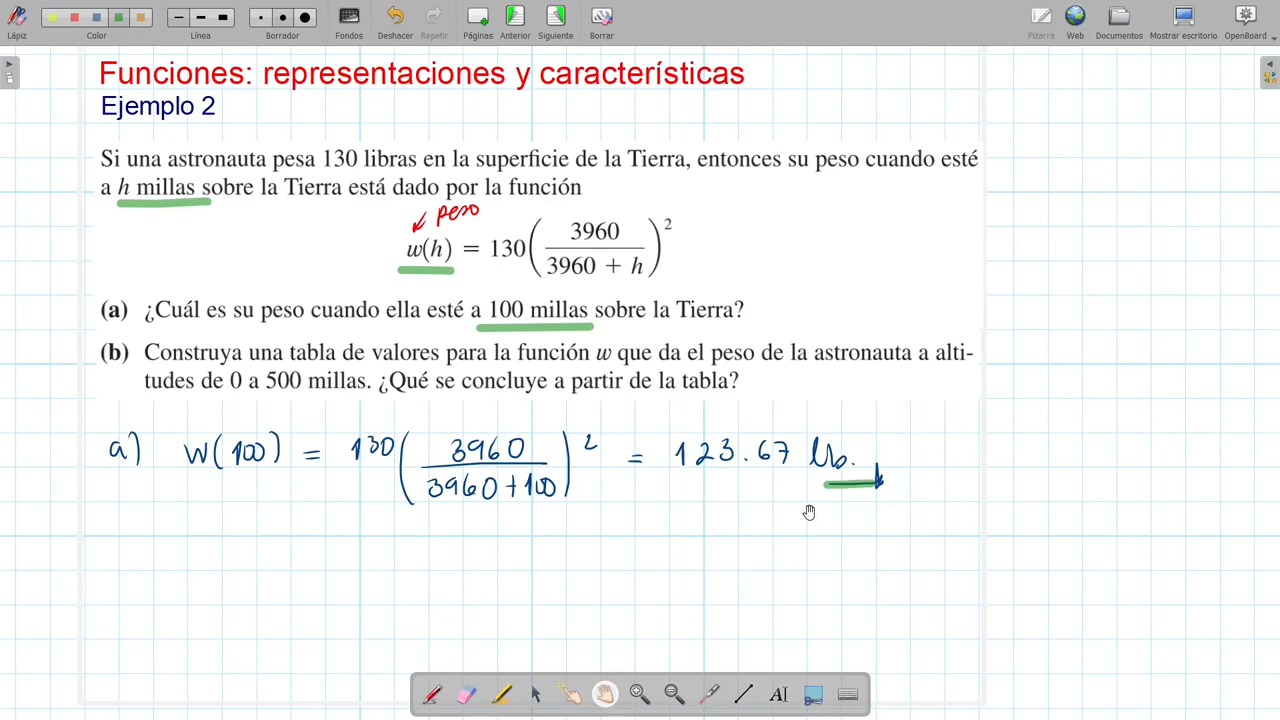 Lápiz Color Línea Borrador Fondos Deshacer Repetir Páginas Anterior Siguiente Borrar Pizarra Web Documentos Mostrar escritorio OpenBoard
Funciones: representaciones y características
Ejemplo 2
Si una astronauta pesa 130 libras en la superficie de la Tierra, entonces su peso cuando esté
a h millas sobre la Tierra está dado por la función
peso
w(h) = 130(3960 / (3960 + h))^2
(a) ¿Cuál es su peso cuando ella esté a 100 millas sobre la Tierra?
(b) Construya una tabla de valores para la función w que da el peso de la astronauta a alti-
tudes de 0 a 500 millas. ¿Qué se concluye a partir de la tabla?
a) W(100) = 130(3960 / (3960+100))^2 = 123.67 Lb.